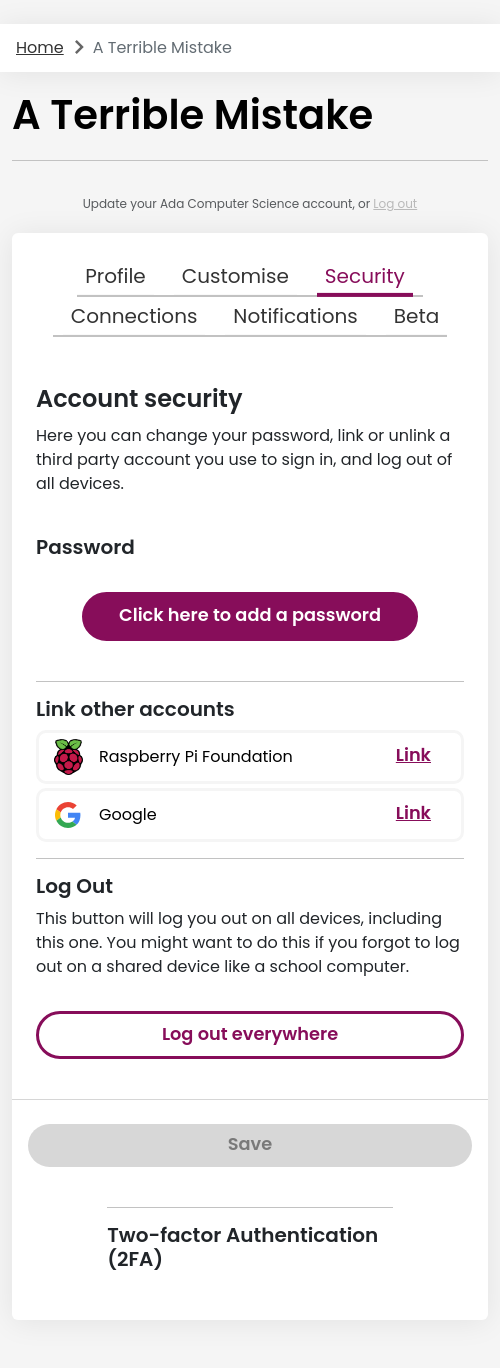 Home > A Terrible Mistake
A Terrible Mistake
Update your Ada Computer Science account, or Log out
Profile Customise Security
Connections Notifications Beta
Account security
Here you can change your password, link or unlink a
third party account you use to sign in, and log out of
all devices.
Password
Click here to add a password
Link other accounts
Raspberry Pi Foundation Link
Google Link
Log Out
This button will log you out on all devices, including
this one. You might want to do this if you forgot to log
out on a shared device like a school computer.
Log out everywhere
Save
Two-factor Authentication
(2FA)